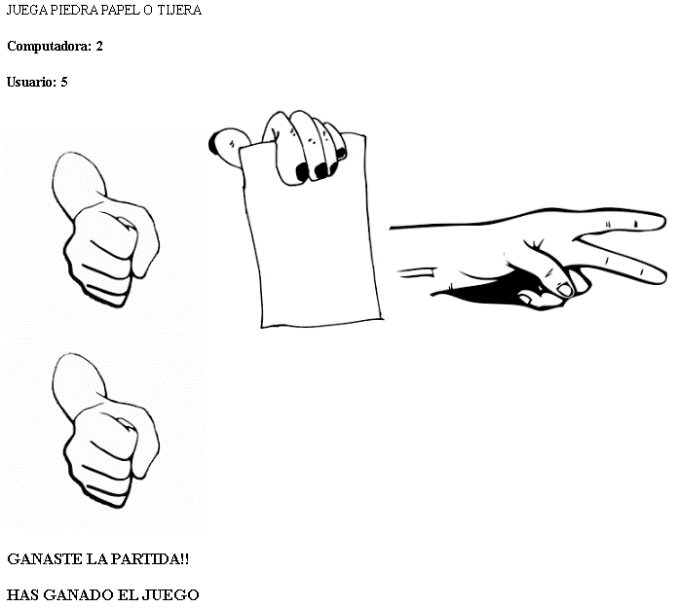 JUEGA PIEDRA PAPEL O TIJERA
Computadora: 2
Usuario: 5
GANASTE LA PARTIDA!!
HAS GANADO EL JUEGO